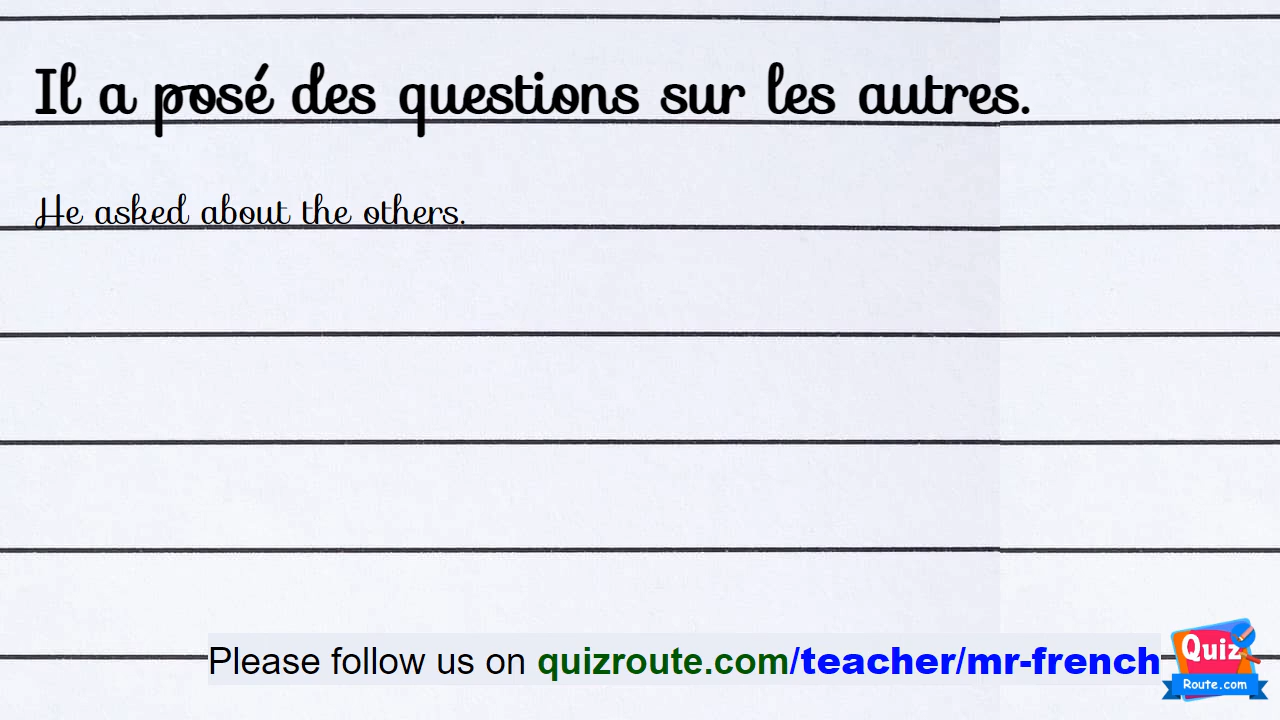 Il a posé des questions sur les autres.
He asked about the others.
Please follow us on quizroute.com/teacher/mr-french
Quiz
Route.com